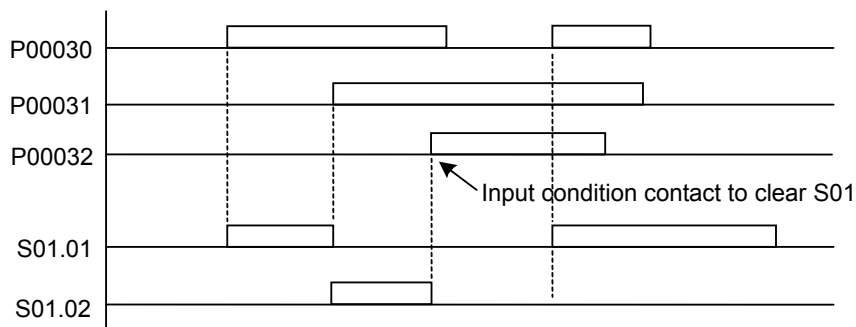 P00030
P00031
P00032
Input condition contact to clear S01
S01.01
S01.02